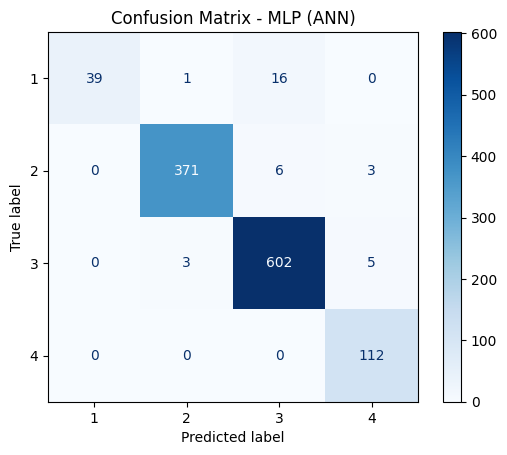 Confusion Matrix - MLP (ANN)
600
500
400
300
200
100
0
True label
1 39 1 16 0
2 0 371 6 3
3 0 3 602 5
4 0 0 0 112
1 2 3 4
Predicted label